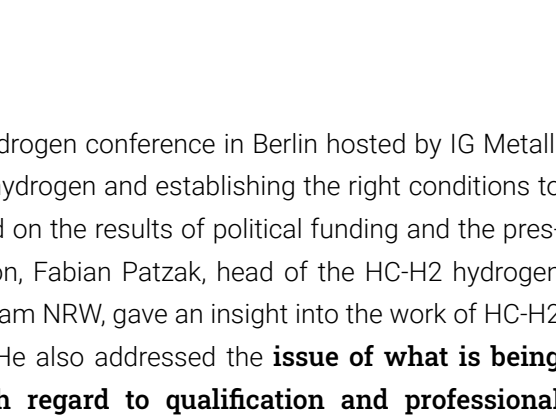 drogen conference in Berlin hosted by IG Metall
hydrogen and establishing the right conditions to
d on the results of political funding and the pres-
on, Fabian Patzak, head of the HC-H2 hydrogen
am NRW, gave an insight into the work of HC-H2
He also addressed the issue of what is being
h regard to qualification and professional